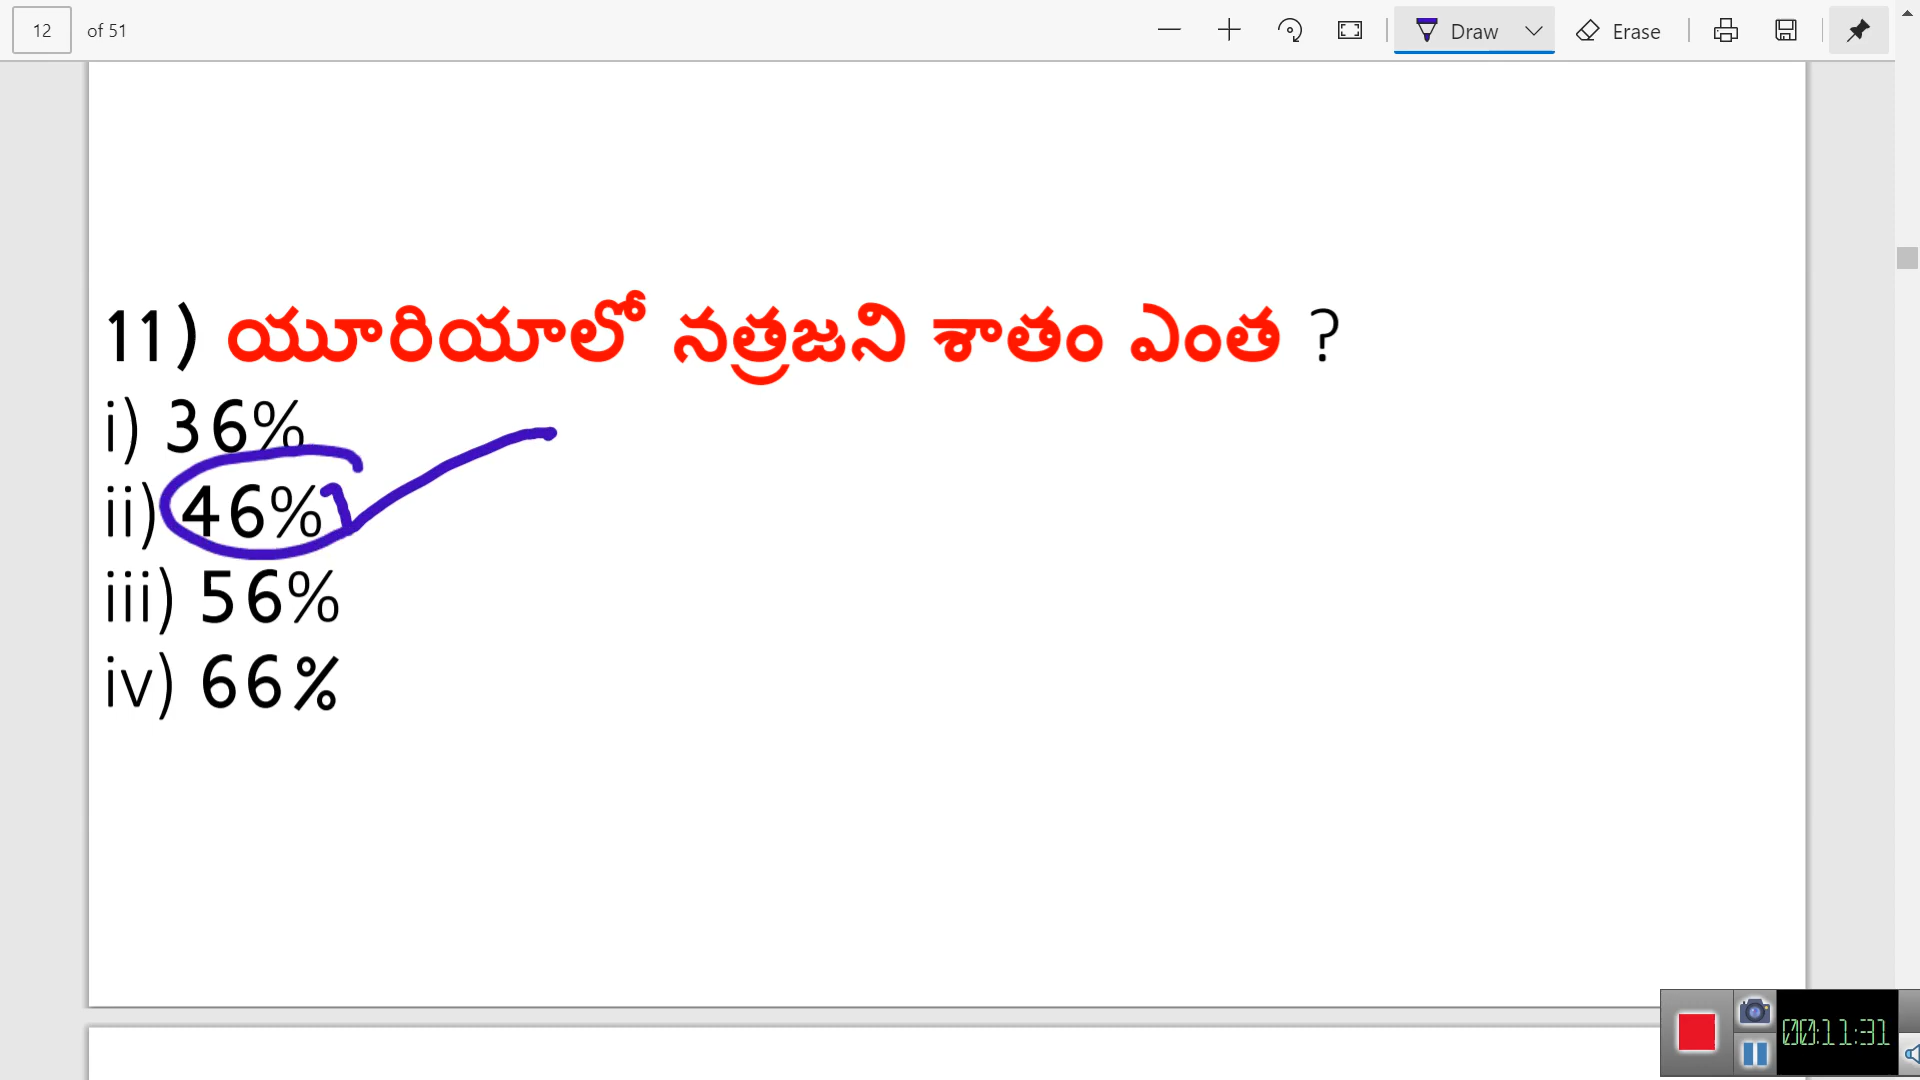 12 of 51 Draw Erase
11) యూరియాలో నత్రజని శాతం ఎంత ?
i) 36%
ii) 46%
iii) 56%
iv) 66%
00:11:31